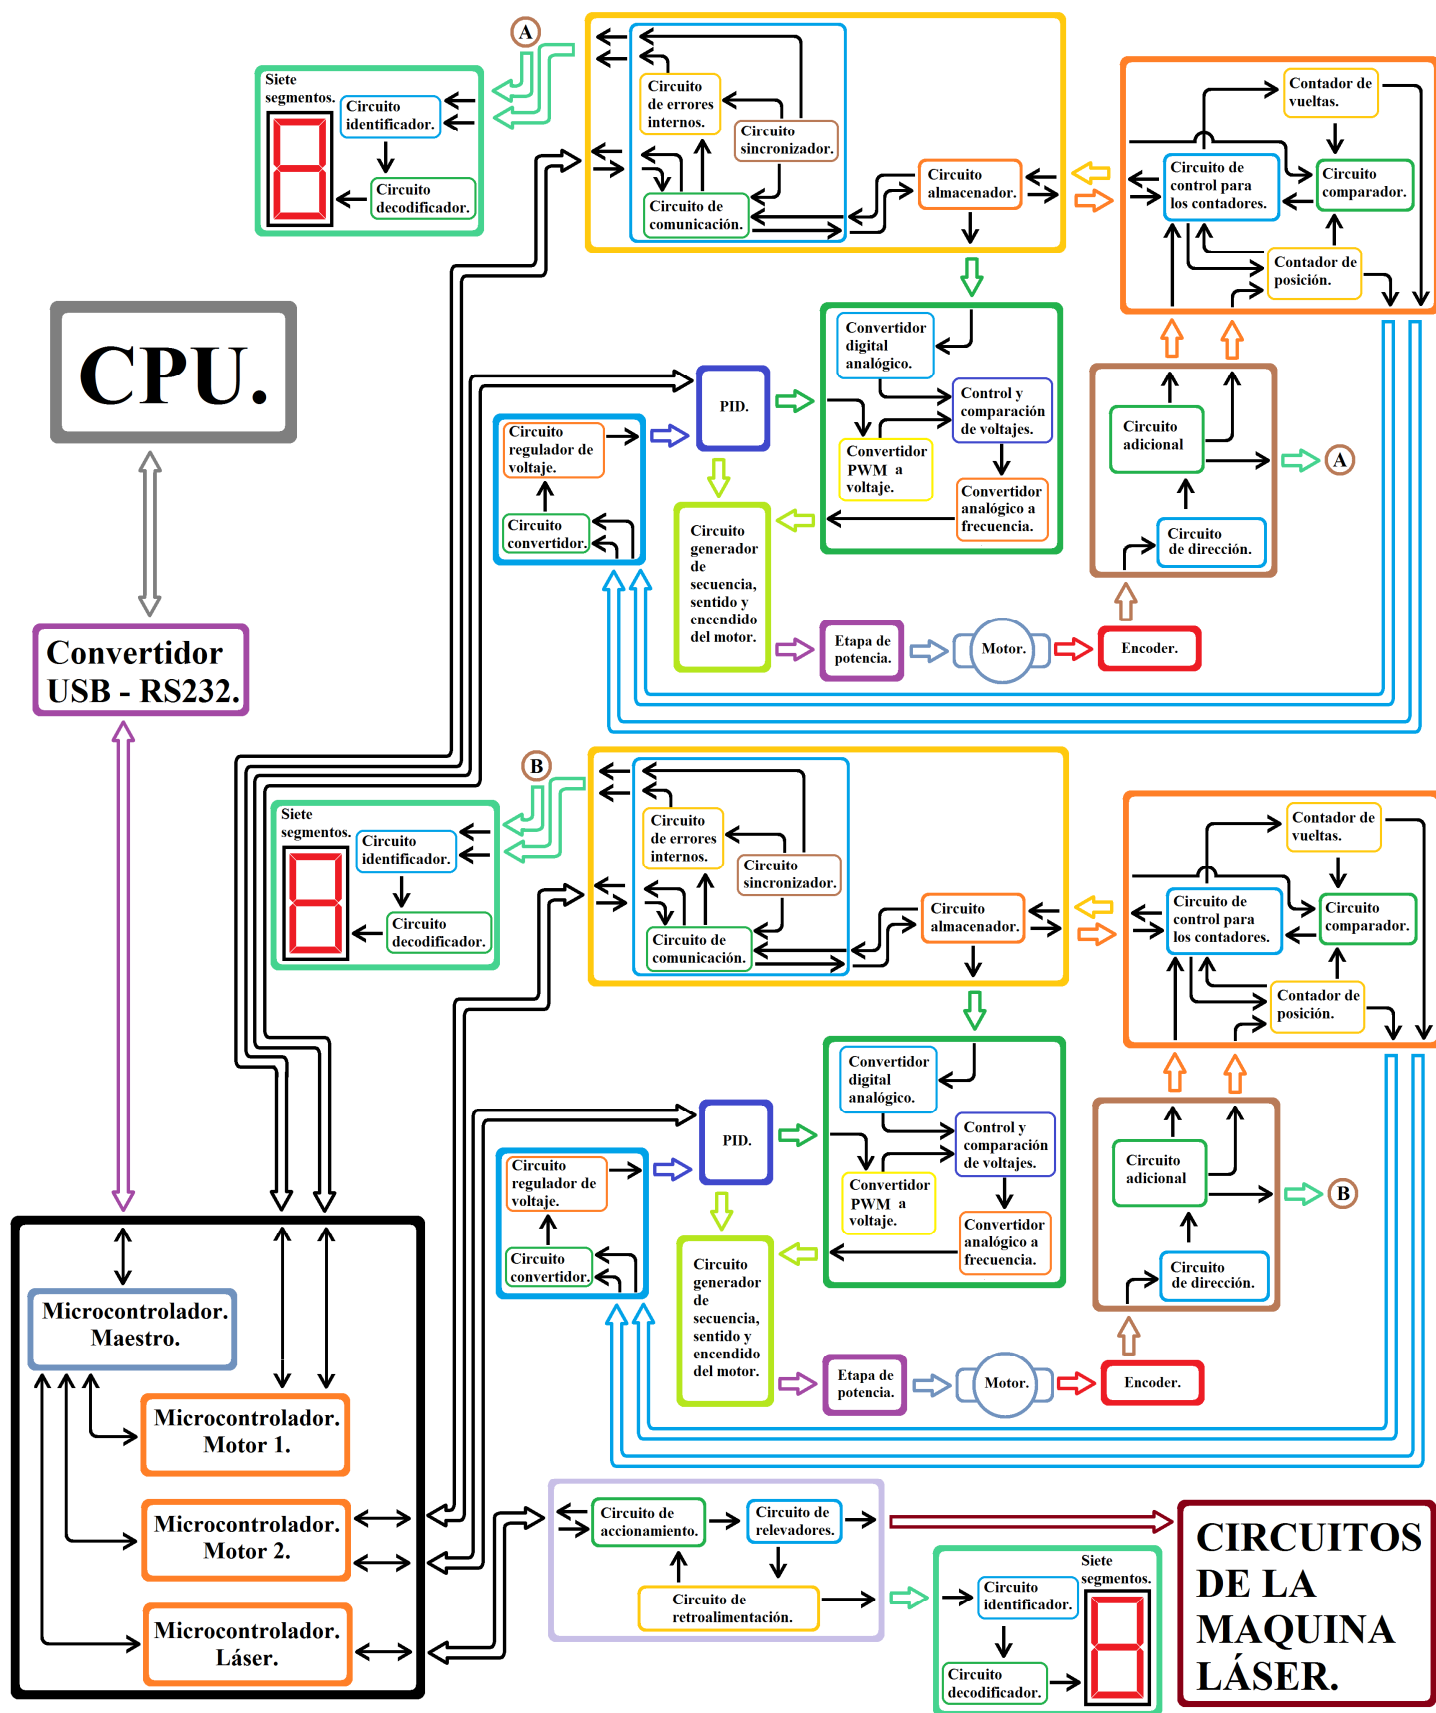 A
Siete
segmentos.
Circuito
identificador.
Circuito
decodificador.
Circuito
de errores
internos.
Circuito
sincronizador.
Circuito de
comunicación.
Circuito
almacenador.
Contador de
vueltas.
Circuito de
control para
los contadores.
Circuito
comparador.
Contador de
posición.
CPU.
Convertidor
digital
analógico.
Control y
comparación
de voltajes.
Convertidor
PWM a
voltaje.
Convertidor
analógico a
frecuencia.
PID.
Circuito
regulador de
voltaje.
Circuito
convertidor.
Circuito
adicional
A
Circuito
de dirección.
Circuito
generador
de
secuencia,
sentido y
encendido
del motor.
Etapa de
potencia.
Motor.
Encoder.
Convertidor
USB - RS232.
B
Siete
segmentos.
Circuito
identificador.
Circuito
decodificador.
Circuito
de errores
internos.
Circuito
sincronizador.
Circuito de
comunicación.
Circuito
almacenador.
Contador de
vueltas.
Circuito de
control para
los contadores.
Circuito
comparador.
Contador de
posición.
Convertidor
digital
analógico.
Control y
comparación
de voltajes.
Convertidor
PWM a
voltaje.
Convertidor
analógico a
frecuencia.
PID.
Circuito
regulador de
voltaje.
Circuito
convertidor.
Circuito
adicional
B
Circuito
de dirección.
Circuito
generador
de
secuencia,
sentido y
encendido
del motor.
Etapa de
potencia.
Motor.
Encoder.
Microcontrolador.
Maestro.
Microcontrolador.
Motor 1.
Microcontrolador.
Motor 2.
Microcontrolador.
Láser.
Circuito de
accionamiento.
Circuito de
relevadores.
Circuito de
retroalimentación.
Siete
segmentos.
Circuito
identificador.
Circuito
decodificador.
CIRCUITOS
DE LA
MAQUINA
LÁSER.